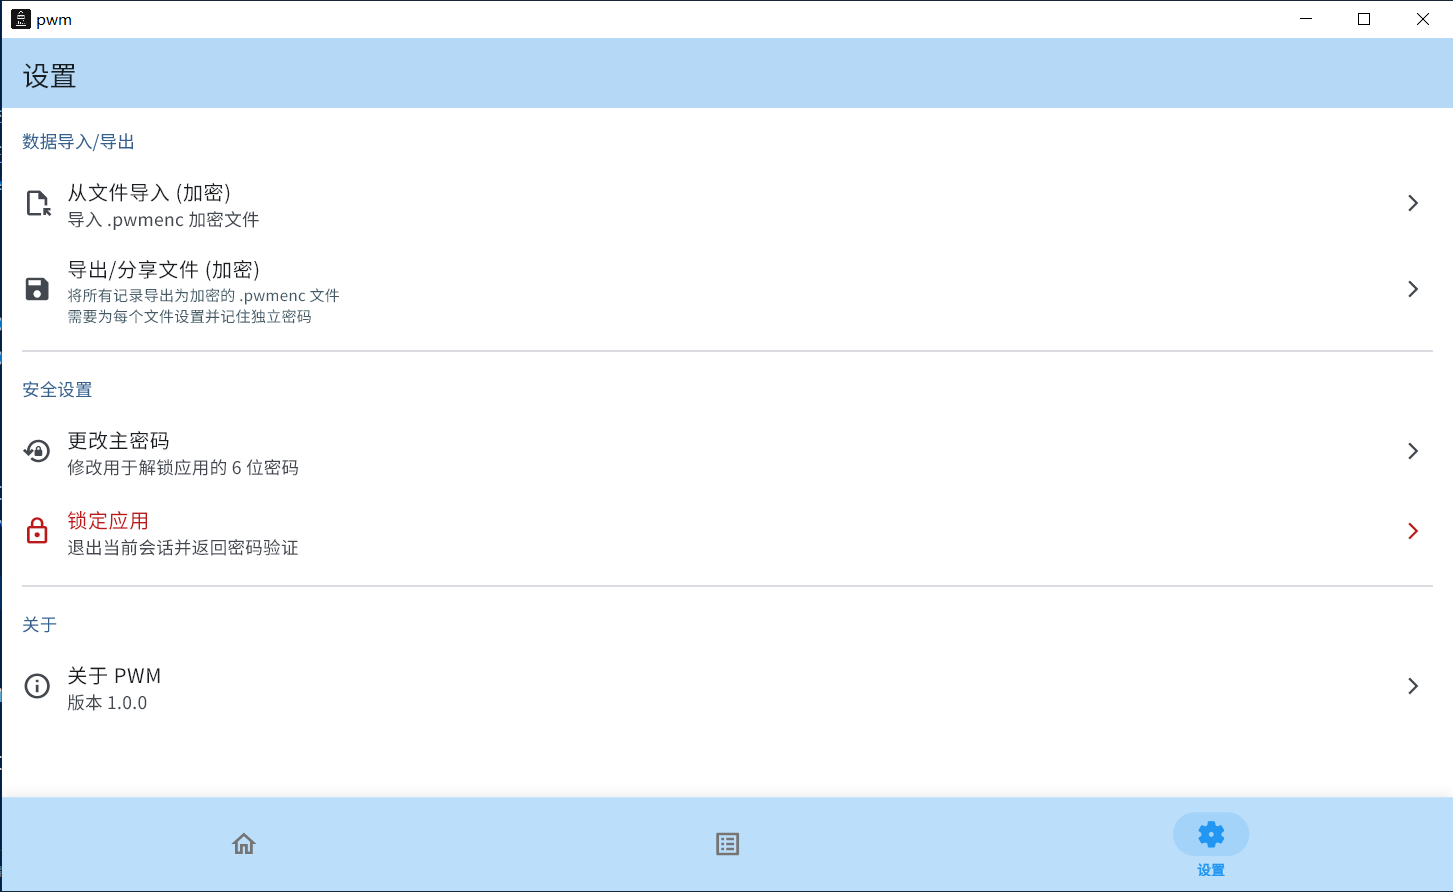 pwm
设置
数据导入/导出
从文件导入 (加密)
导入 .pwmenc 加密文件
导出/分享文件 (加密)
将所有记录导出为加密的 .pwmenc 文件
需要为每个文件设置并记住独立密码
安全设置
更改主密码
修改用于解锁应用的 6 位密码
锁定应用
退出当前会话并返回密码验证
关于
关于 PWM
版本 1.0.0
设置